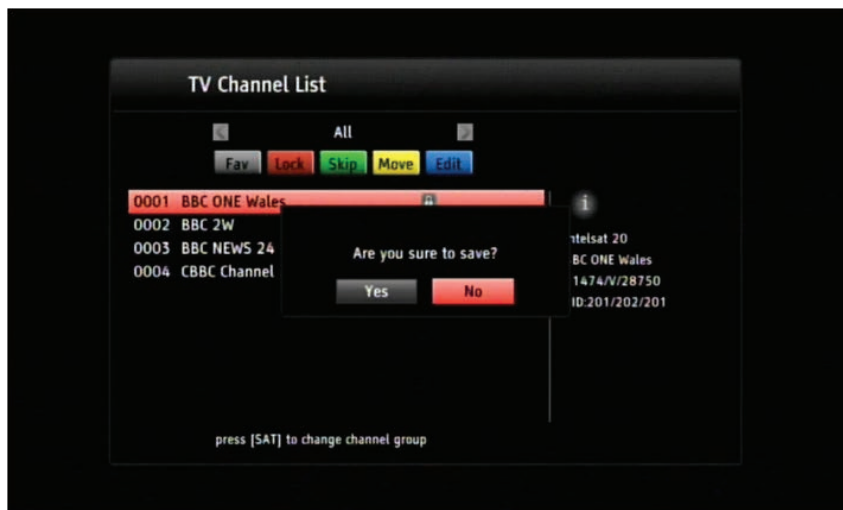 TV Channel List
All
Fav Lock Skip Move Edit
0001 BBC ONE Wales
0002 BBC 2W
0003 BBC NEWS 24
0004 CBBC Channel
i
ntelsat 20
BC ONE Wales
1474/V/28750
ID:201/202/201
Are you sure to save?
Yes No
press [SAT] to change channel group